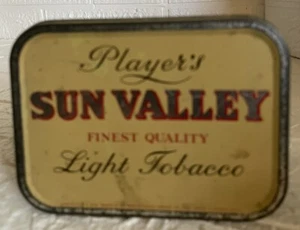 Player's
SUN VALLEY
FINEST QUALITY
Light Tobacco